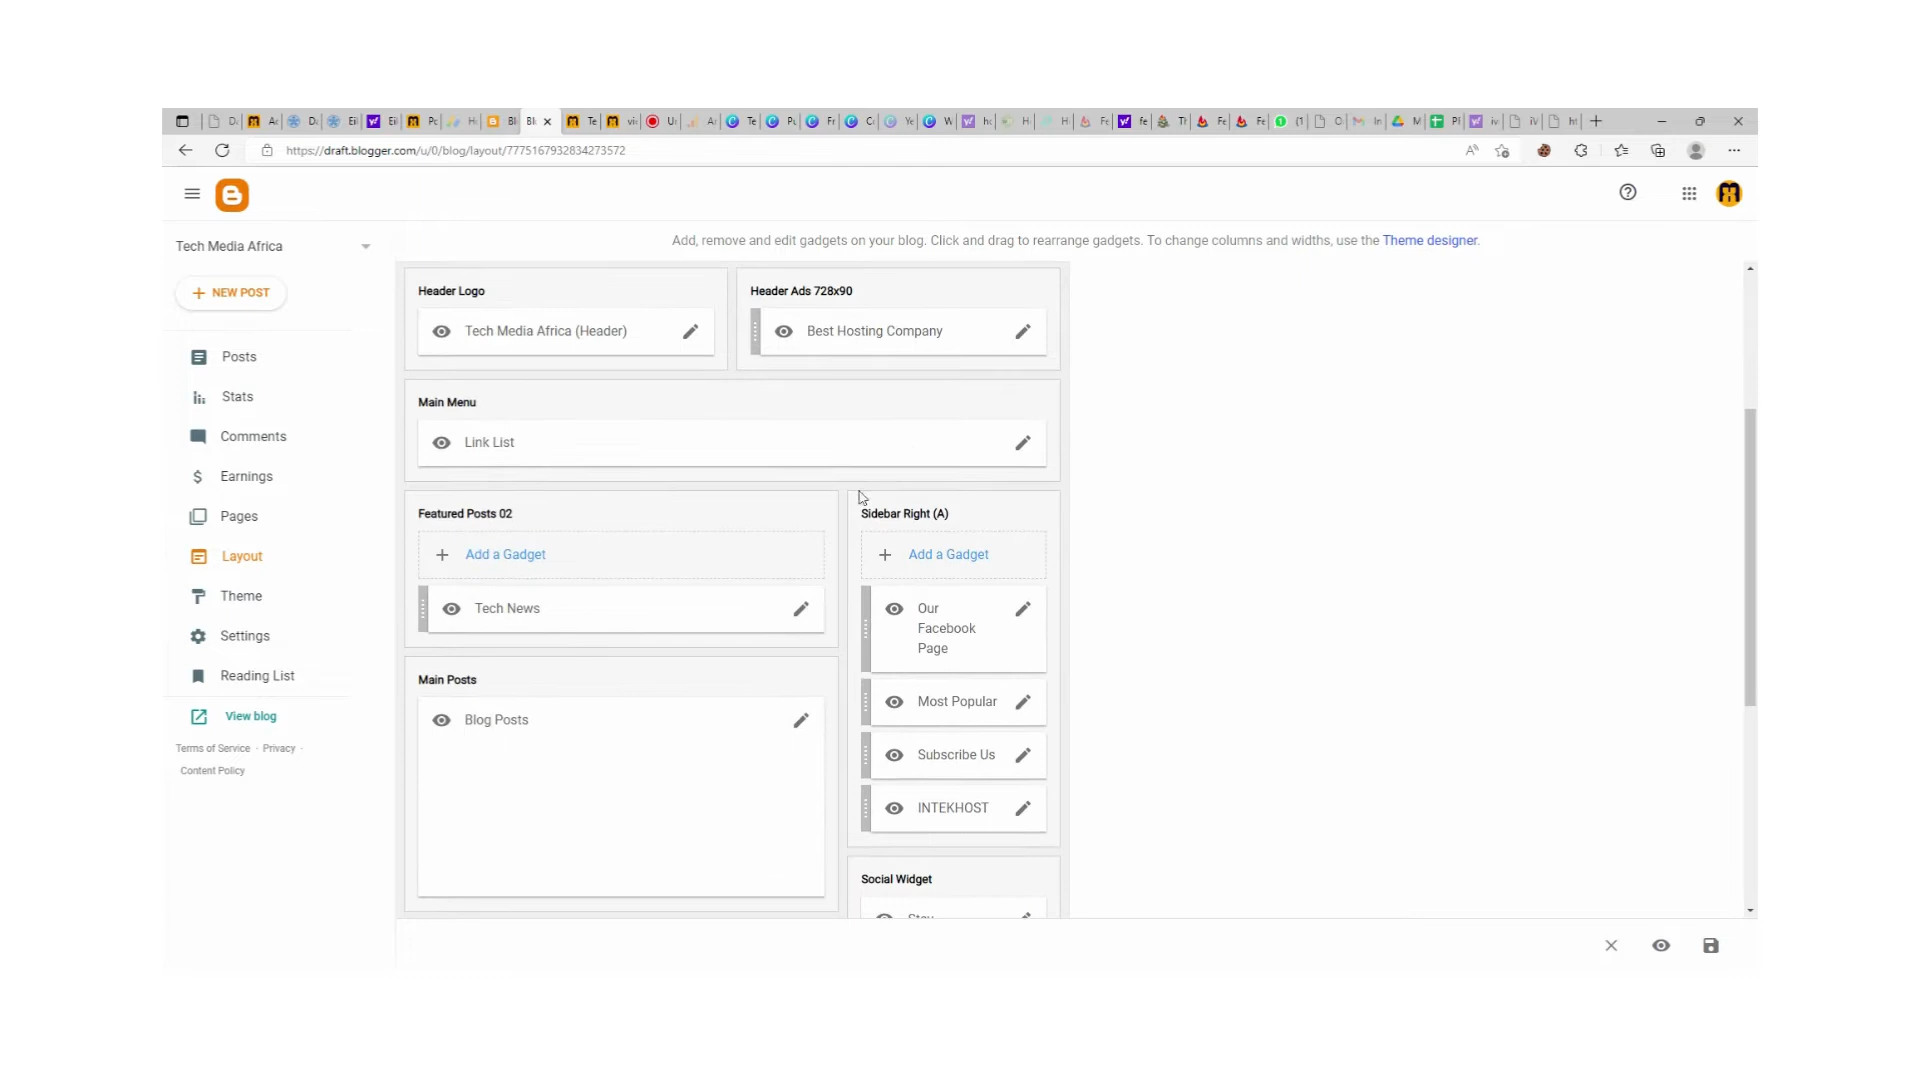 https://draft.blogger.com/u/0/blog/layout/7775167932834273572
Tech Media Africa
Add, remove and edit gadgets on your blog. Click and drag to rearrange gadgets. To change columns and widths, use the Theme designer.
NEW POST
Posts
Stats
Comments
Earnings
Pages
Layout
Theme
Settings
Reading List
View blog
Terms of Service · Privacy ·
Content Policy
Header Logo
Tech Media Africa (Header)
Header Ads 728x90
Best Hosting Company
Main Menu
Link List
Featured Posts 02
Add a Gadget
Tech News
Main Posts
Blog Posts
Sidebar Right (A)
Add a Gadget
Our
Facebook
Page
Most Popular
Subscribe Us
INTEKHOST
Social Widget